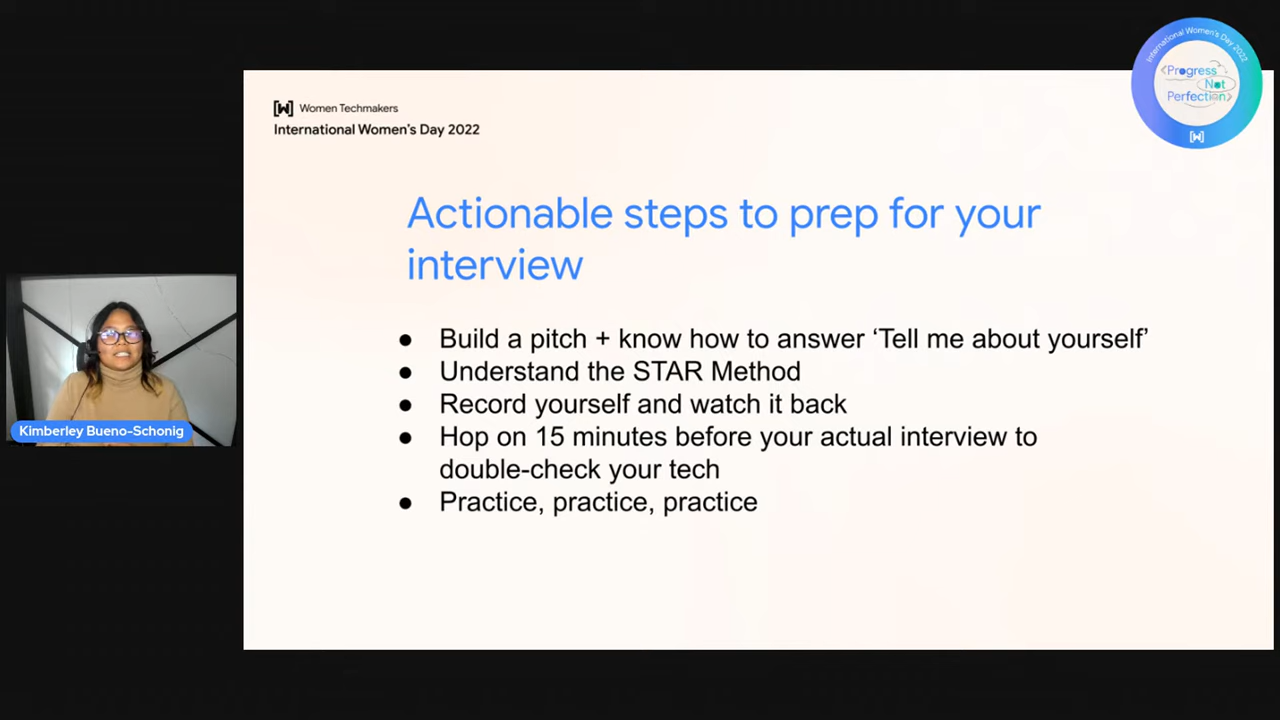 International Women's Day 2022
<Progress
Not
Perfection>
[W]
[W] Women Techmakers
International Women's Day 2022
Actionable steps to prep for your
interview
● Build a pitch + know how to answer ‘Tell me about yourself’
● Understand the STAR Method
● Record yourself and watch it back
● Hop on 15 minutes before your actual interview to
double-check your tech
● Practice, practice, practice
Kimberley Bueno-Schonig